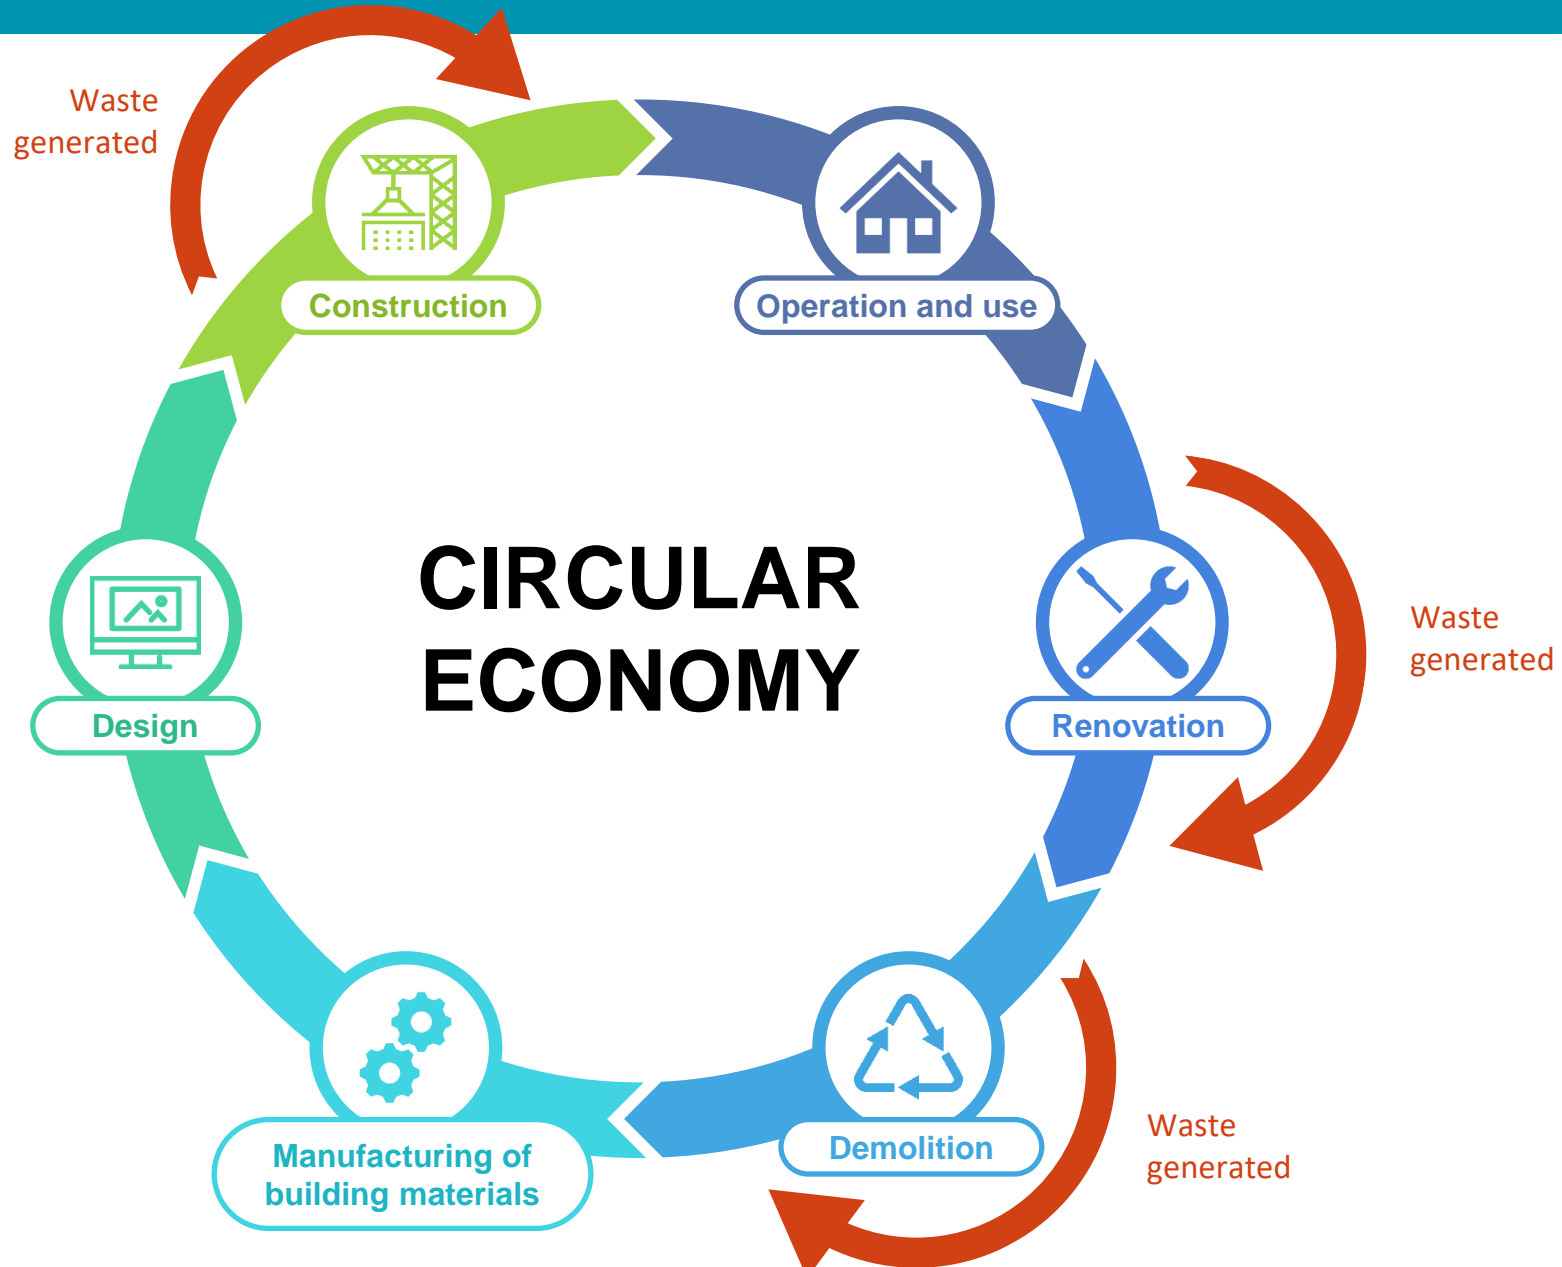 Waste
generated
Construction
Operation and use
CIRCULAR
ECONOMY
Waste
generated
Design
Renovation
Waste
generated
Demolition
Manufacturing of
building materials